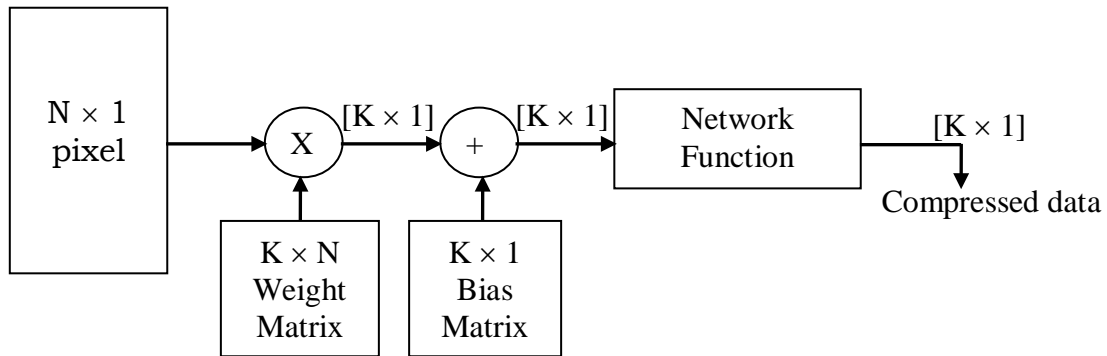 N × 1
pixel
X
[K × 1]
+
[K × 1]
Network
Function
[K × 1]
Compressed data
K × N
Weight
Matrix
K × 1
Bias
Matrix